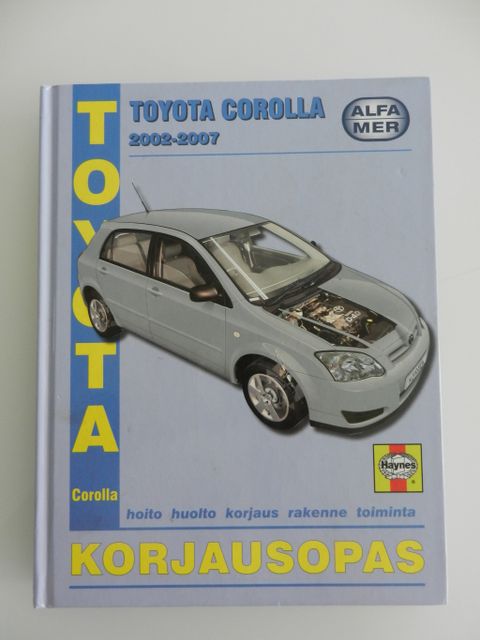 TOYOTA
TOYOTA COROLLA
2002-2007
ALFA
MER
Haynes
Corolla
hoito huolto korjaus rakenne toiminta
KORJAUSOPAS